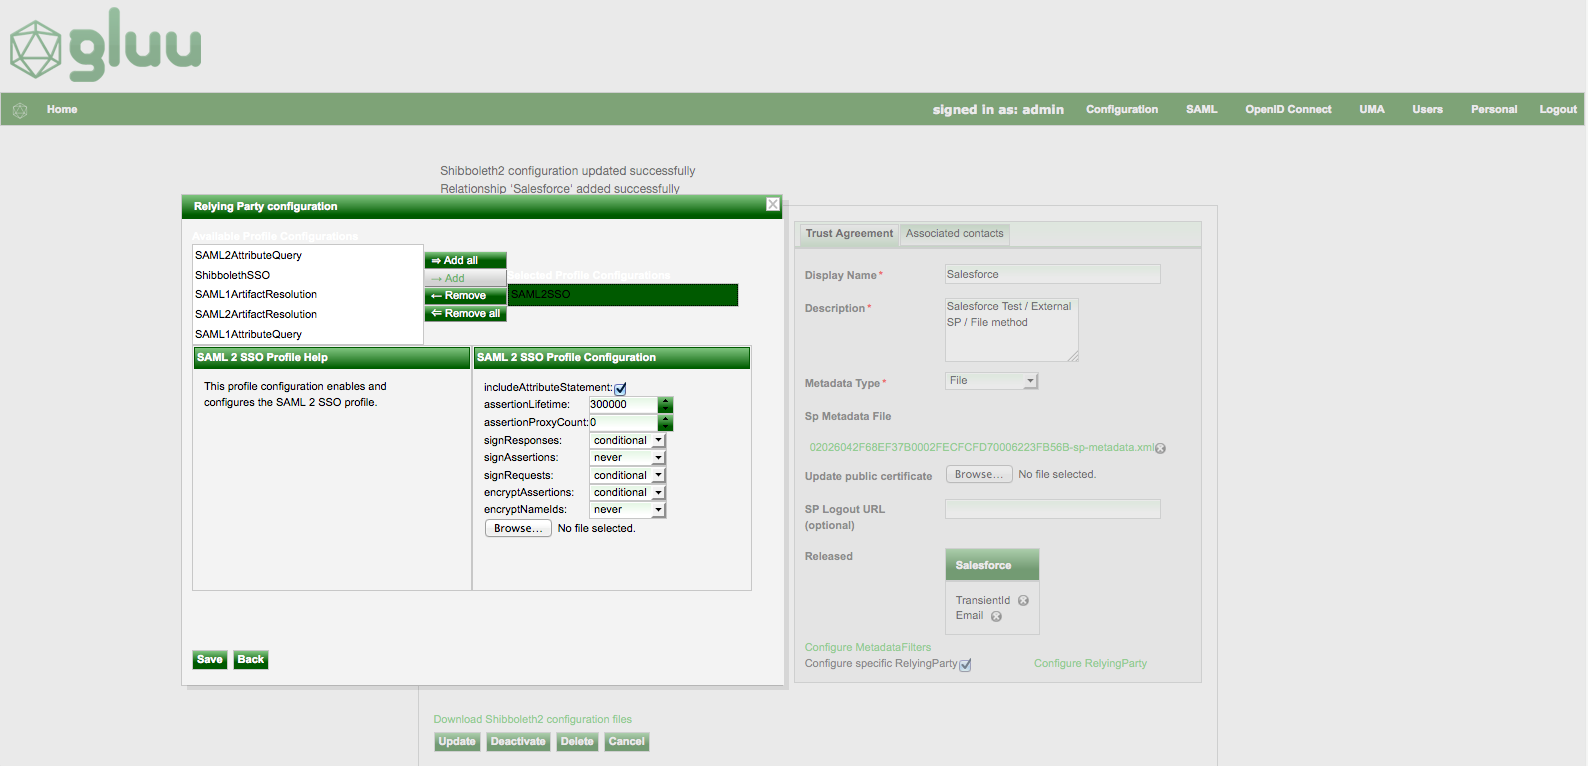 gluu
Home
signed in as: admin
Configuration
SAML
OpenID Connect
UMA
Users
Personal
Logout
Shibboleth2 configuration updated successfully
Relationship 'Salesforce' added successfully
Relying Party configuration
Available Profile Configurations
SAML2AttributeQuery
ShibbolethSSO
SAML1ArtifactResolution
SAML2ArtifactResolution
SAML1AttributeQuery
⇒ Add all
→ Add
← Remove
⇐ Remove all
Selected Profile Configurations
SAML2SSO
SAML 2 SSO Profile Help
This profile configuration enables and
configures the SAML 2 SSO profile.
SAML 2 SSO Profile Configuration
includeAttributeStatement:
assertionLifetime: 300000
assertionProxyCount: 0
signResponses: conditional
signAssertions: never
signRequests: conditional
encryptAssertions: conditional
encryptNameIds: never
Browse... No file selected.
Save
Back
Trust Agreement
Associated contacts
Display Name* Salesforce
Description* Salesforce Test / External
SP / File method
Metadata Type* File
Sp Metadata File
02026042F68EF37B0002FECFCFD70006223FB56B-sp-metadata.xml
Update public certificate Browse... No file selected.
SP Logout URL
(optional)
Released
Salesforce
TransientId
Email
Configure MetadataFilters
Configure specific RelyingParty
Configure RelyingParty
Download Shibboleth2 configuration files
Update
Deactivate
Delete
Cancel